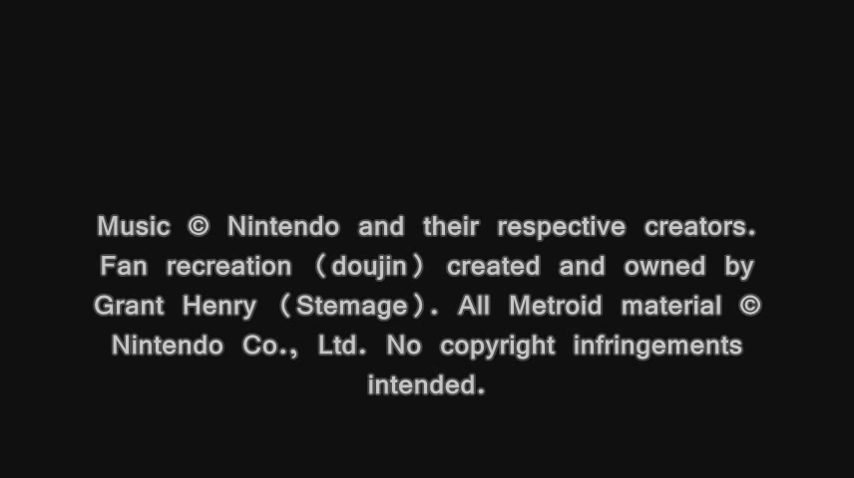 Music © Nintendo and their respective creators.
Fan recreation (doujin) created and owned by
Grant Henry (Stemage). All Metroid material ©
Nintendo Co., Ltd. No copyright infringements
intended.